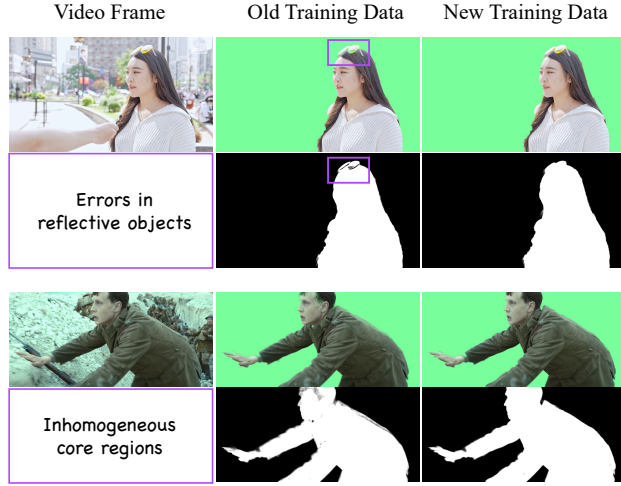 Video Frame
Old Training Data
New Training Data
Errors in
reflective objects
Inhomogeneous
core regions